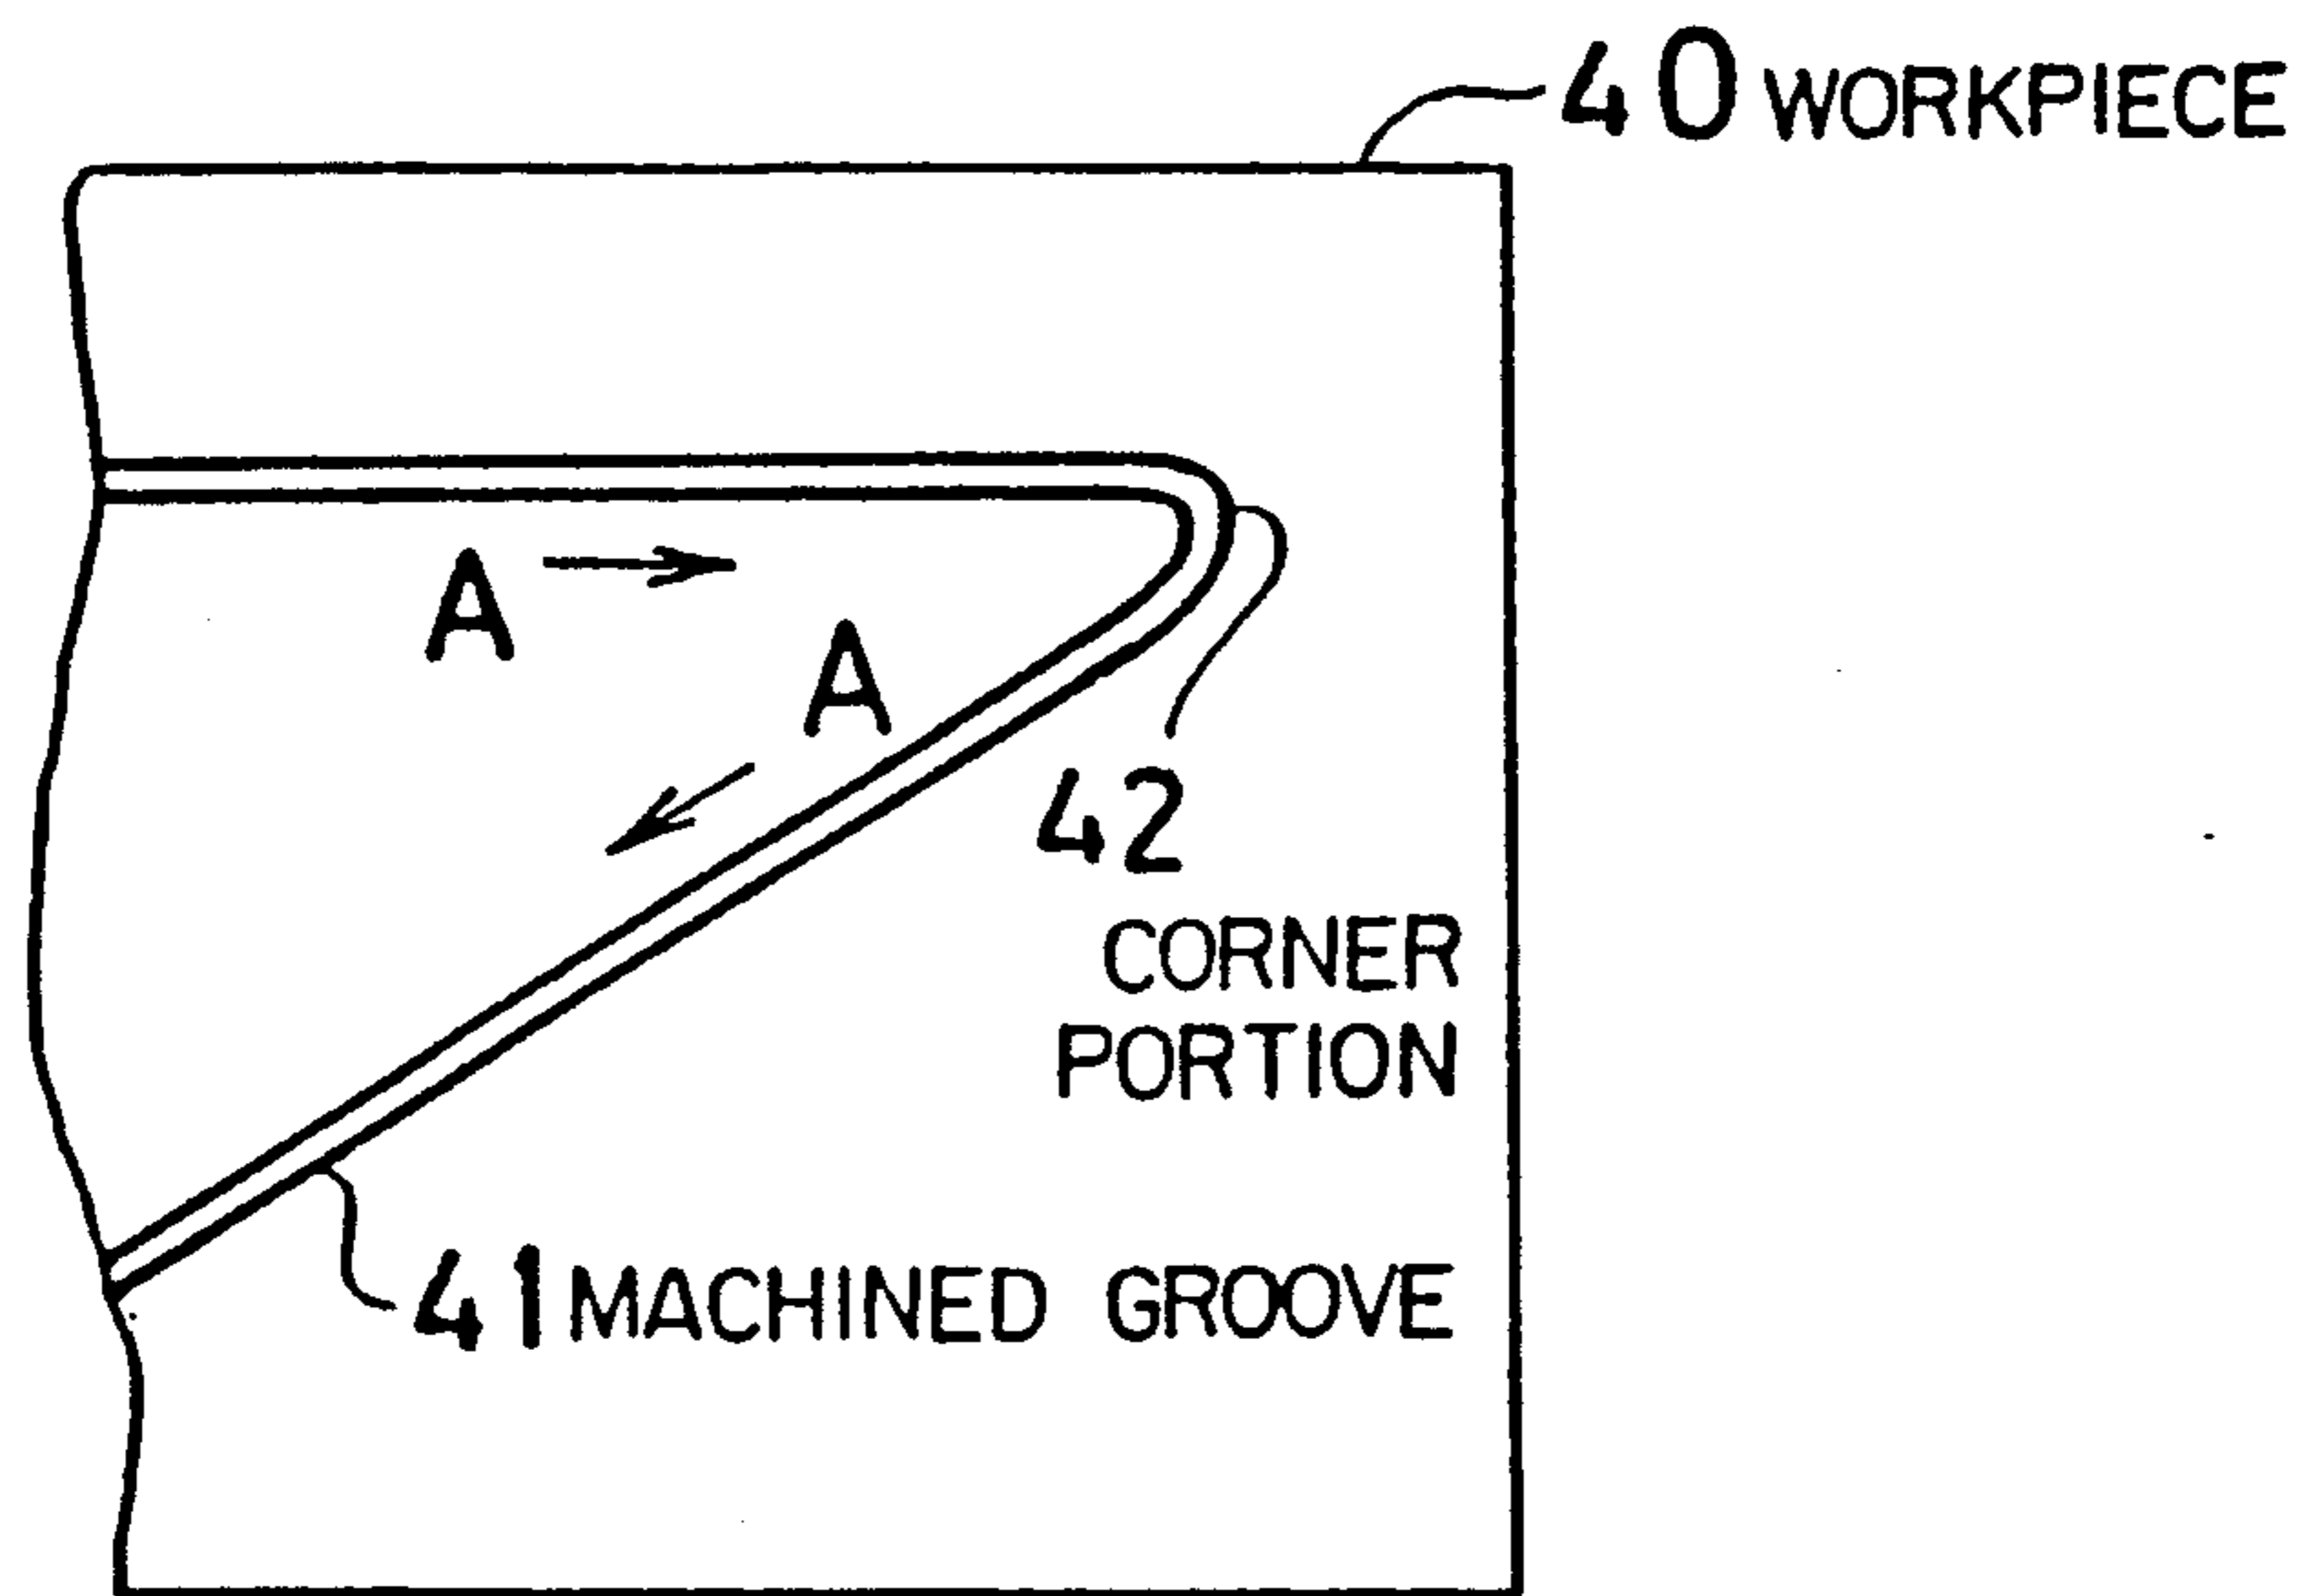 40 WORKPIECE
A
A
42
CORNER
PORTION
41 MACHINED GROOVE